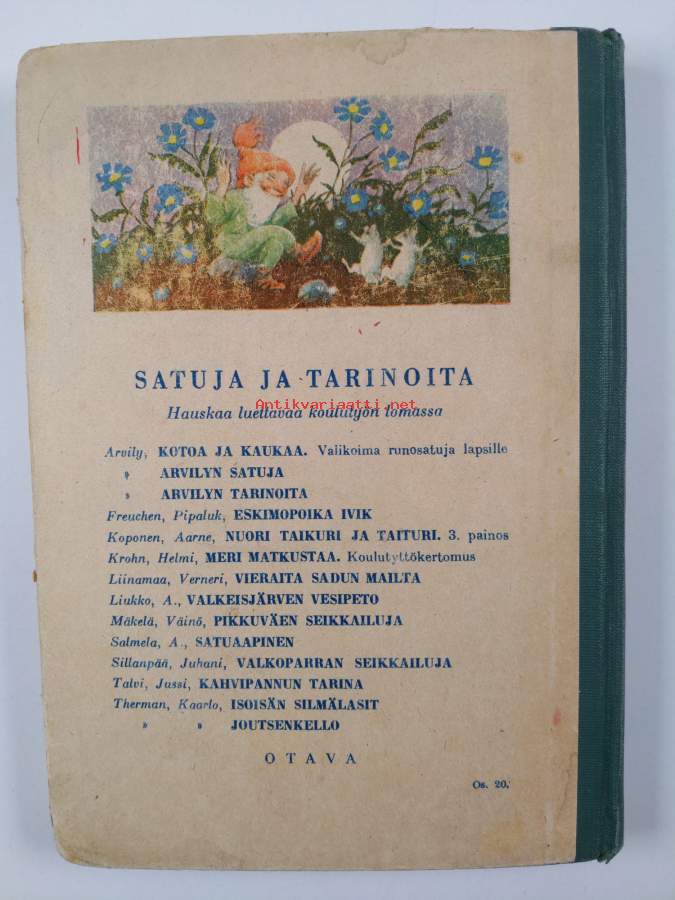 SATUJA JA TARINOITA
Antikvariaatti.net
Hauskaa luettavaa koulutyön lomassa
Arvily, KOTOA JA KAUKAA. Valikoima runosatuja lapsille
» ARVILYN SATUJA
» ARVILYN TARINOITA
Freuchen, Pipaluk, ESKIMOPOIKA IVIK
Koponen, Aarne, NUORI TAIKURI JA TAITURI. 3. painos
Krohn, Helmi, MERI MATKUSTAA. Koulutyttökertomus
Liinamaa, Verneri, VIERAITA SADUN MAILTA
Liukko, A., VALKEISJÄRVEN VESIPETO
Mäkelä, Väinö, PIKKUVÄEN SEIKKAILUJA
Salmela, A., SATUAAPINEN
Sillanpää, Juhani, VALKOPARRAN SEIKKAILUJA
Talvi, Jussi, KAHVIPANNUN TARINA
Therman, Kaarlo, ISOISÄN SILMÄLASIT
» » JOUTSENKELLO
OTAVA
Os. 20,